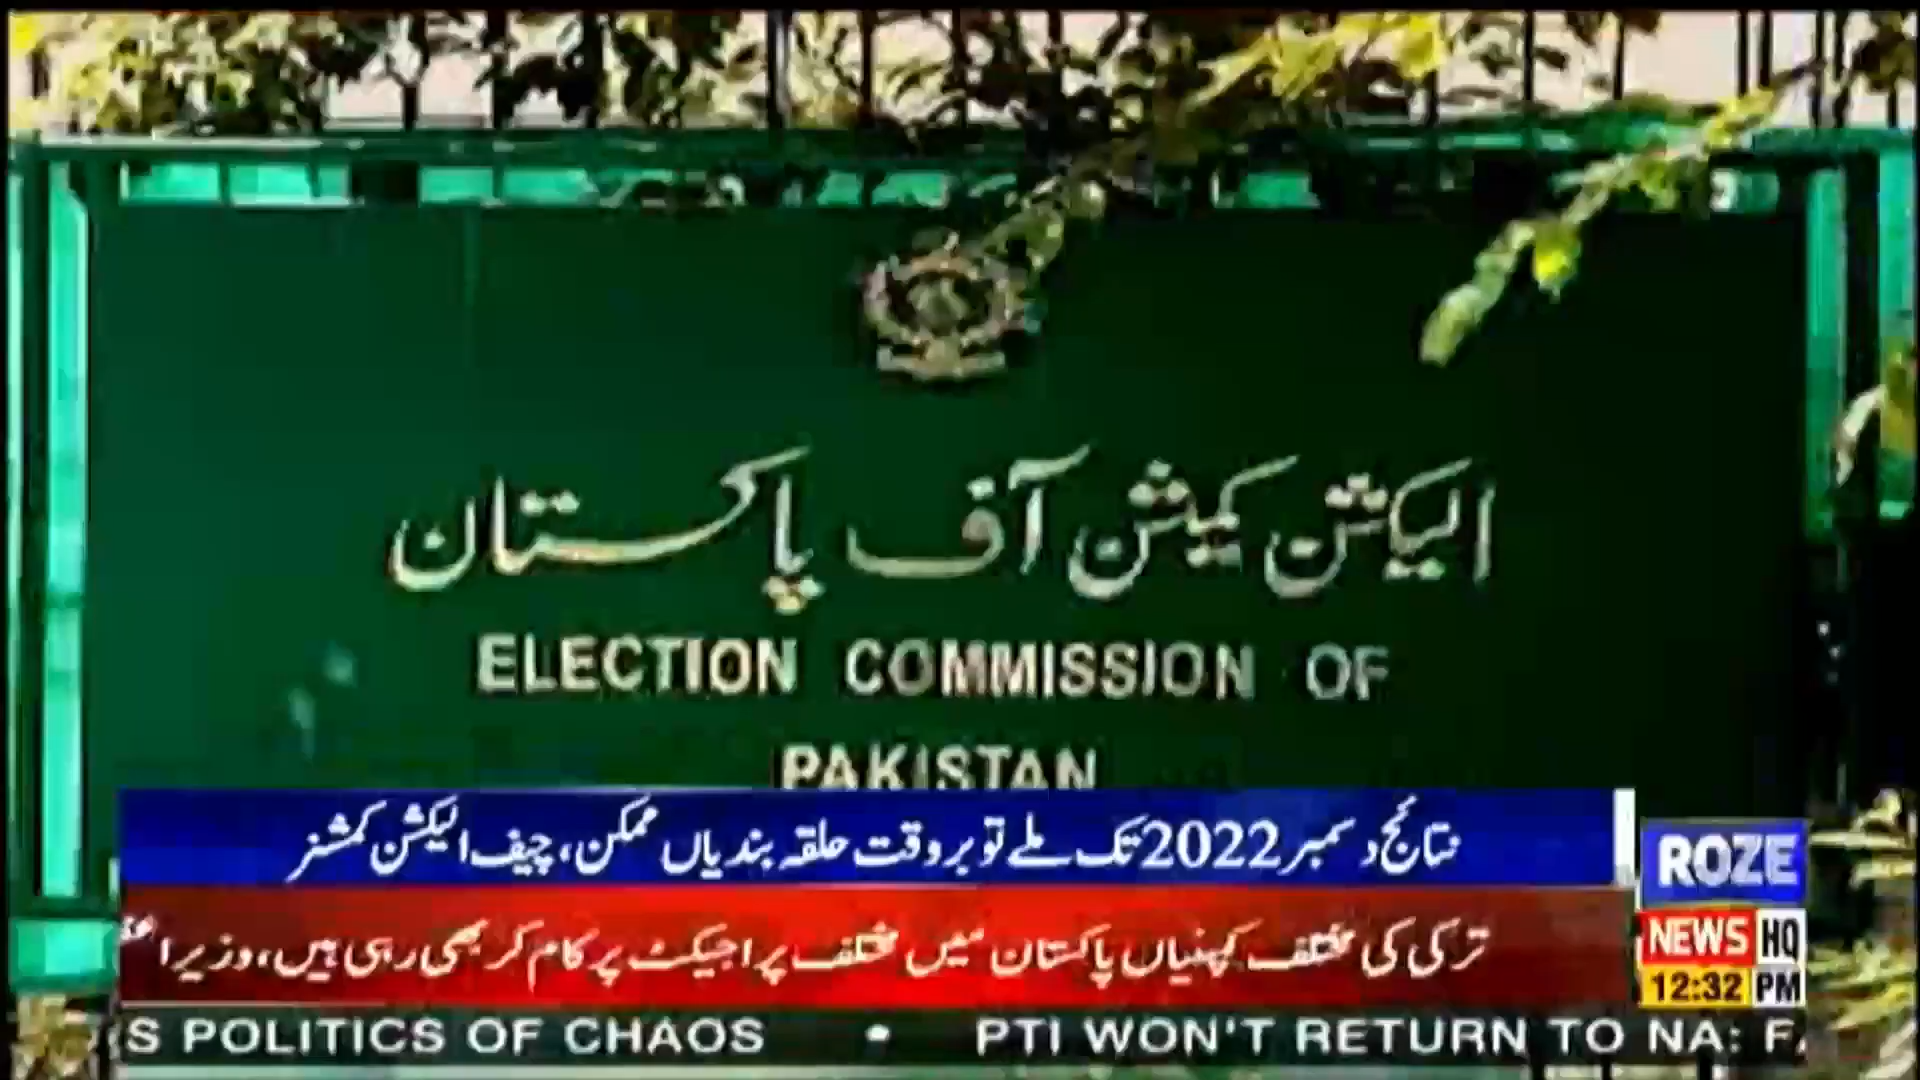 الیکشن کمیشن آف پاکستان
ELECTION COMMISSION OF
PAKISTAN
نتائج دسمبر 2022 تک ملے تو بروقت حلقہ بندیاں ممکن، چیف الیکشن کمشنر
ترکی کی مختلف کمپنیاں پاکستان میں مختلف پراجیکٹ پر کام کر بھی رہی ہیں، وزیرا
ROZE
NEWS HQ
12:32 PM
S POLITICS OF CHAOS • PTI WON'T RETURN TO NA: FA